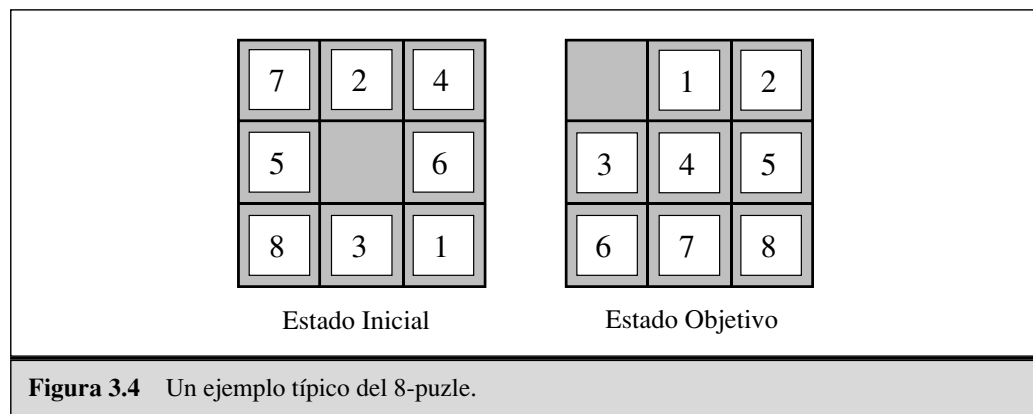 7 2 4 1 2
5 6 3 4 5
8 3 1 6 7 8
Estado Inicial Estado Objetivo
Figura 3.4 Un ejemplo típico del 8-puzle.